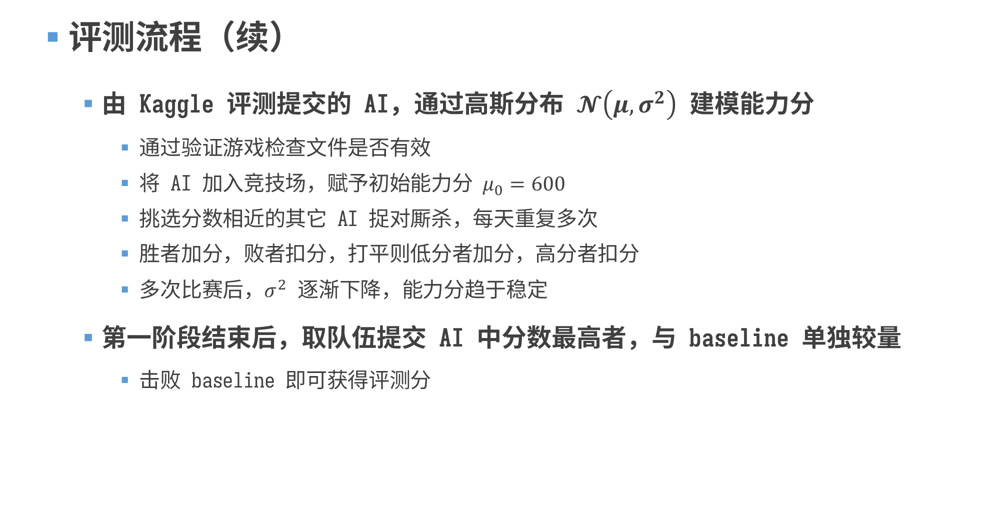 评测流程（续）
由 Kaggle 评测提交的 AI，通过高斯分布 𝒩(μ, σ²) 建模能力分
通过验证游戏检查文件是否有效
将 AI 加入竞技场，赋予初始能力分 μ₀ = 600
挑选分数相近的其它 AI 捉对厮杀，每天重复多次
胜者加分，败者扣分，打平则低分者加分，高分者扣分
多次比赛后，σ² 逐渐下降，能力分趋于稳定
第一阶段结束后，取队伍提交 AI 中分数最高者，与 baseline 单独较量
击败 baseline 即可获得评测分